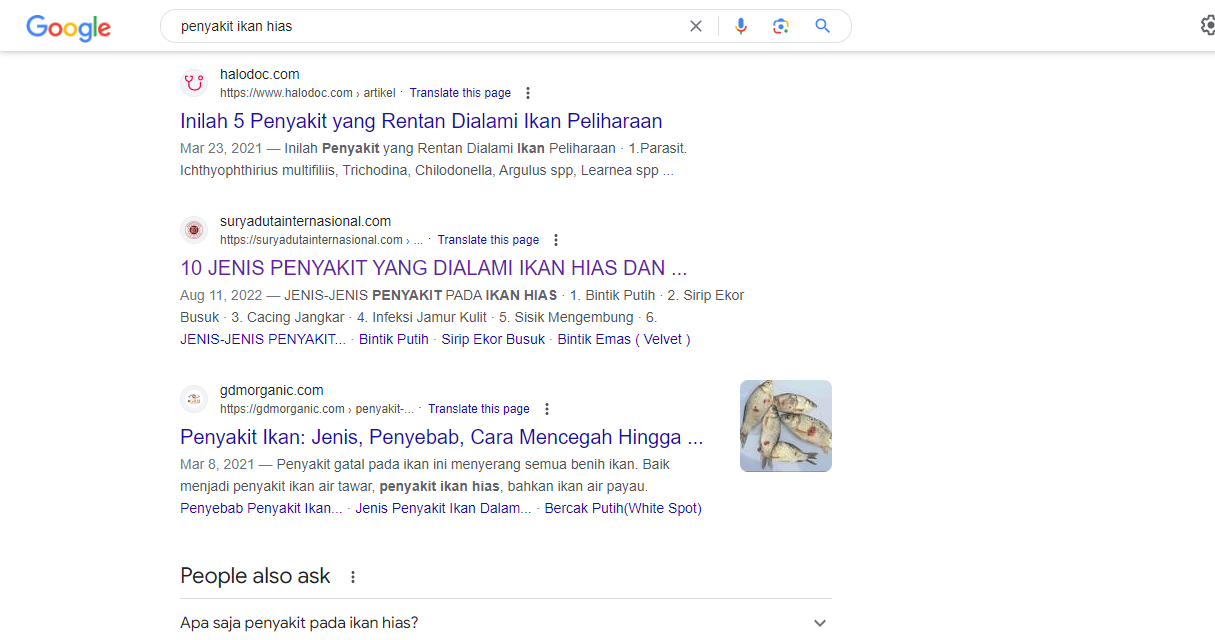 Google
penyakit ikan hias
halodoc.com
https://www.halodoc.com › artikel · Translate this page
Inilah 5 Penyakit yang Rentan Dialami Ikan Peliharaan
Mar 23, 2021 — Inilah Penyakit yang Rentan Dialami Ikan Peliharaan · 1.Parasit.
Ichthyophthirius multifiliis, Trichodina, Chilodonella, Argulus spp, Learnea spp ...
suryadutainternasional.com
https://suryadutainternasional.com › ... · Translate this page
10 JENIS PENYAKIT YANG DIALAMI IKAN HIAS DAN ...
Aug 11, 2022 — JENIS-JENIS PENYAKIT PADA IKAN HIAS · 1. Bintik Putih · 2. Sirip Ekor
Busuk · 3. Cacing Jangkar · 4. Infeksi Jamur Kulit · 5. Sisik Mengembung · 6.
JENIS-JENIS PENYAKIT... · Bintik Putih · Sirip Ekor Busuk · Bintik Emas ( Velvet )
gdmorganic.com
https://gdmorganic.com › penyakit-... · Translate this page
Penyakit Ikan: Jenis, Penyebab, Cara Mencegah Hingga ...
Mar 8, 2021 — Penyakit gatal pada ikan ini menyerang semua benih ikan. Baik
menjadi penyakit ikan air tawar, penyakit ikan hias, bahkan ikan air payau.
Penyebab Penyakit Ikan... · Jenis Penyakit Ikan Dalam... · Bercak Putih(White Spot)
People also ask
Apa saja penyakit pada ikan hias?